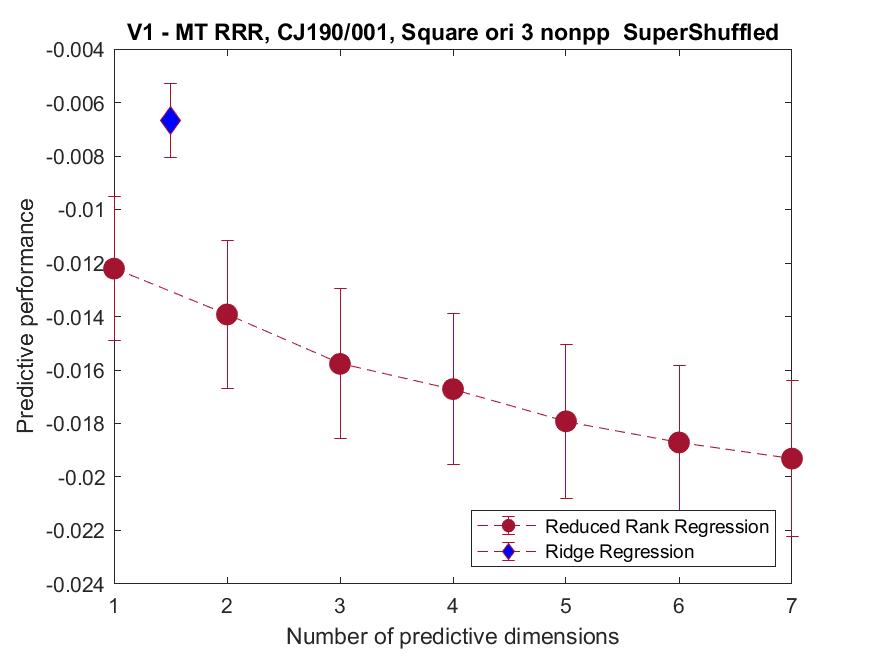 V1 - MT RRR, CJ190/001, Square ori 3 nonpp  SuperShuffled
-0.004
-0.006
-0.008
-0.01
-0.012
-0.014
-0.016
-0.018
-0.02
-0.022
-0.024
Predictive performance
Reduced Rank Regression
Ridge Regression
1 2 3 4 5 6 7
Number of predictive dimensions